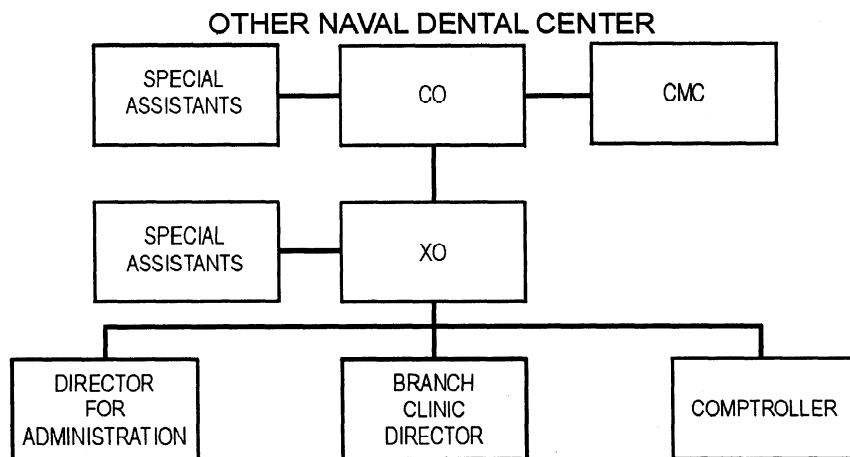 OTHER NAVAL DENTAL CENTER
SPECIAL
ASSISTANTS
CO
CMC
SPECIAL
ASSISTANTS
XO
DIRECTOR
FOR
ADMINISTRATION
BRANCH
CLINIC
DIRECTOR
COMPTROLLER